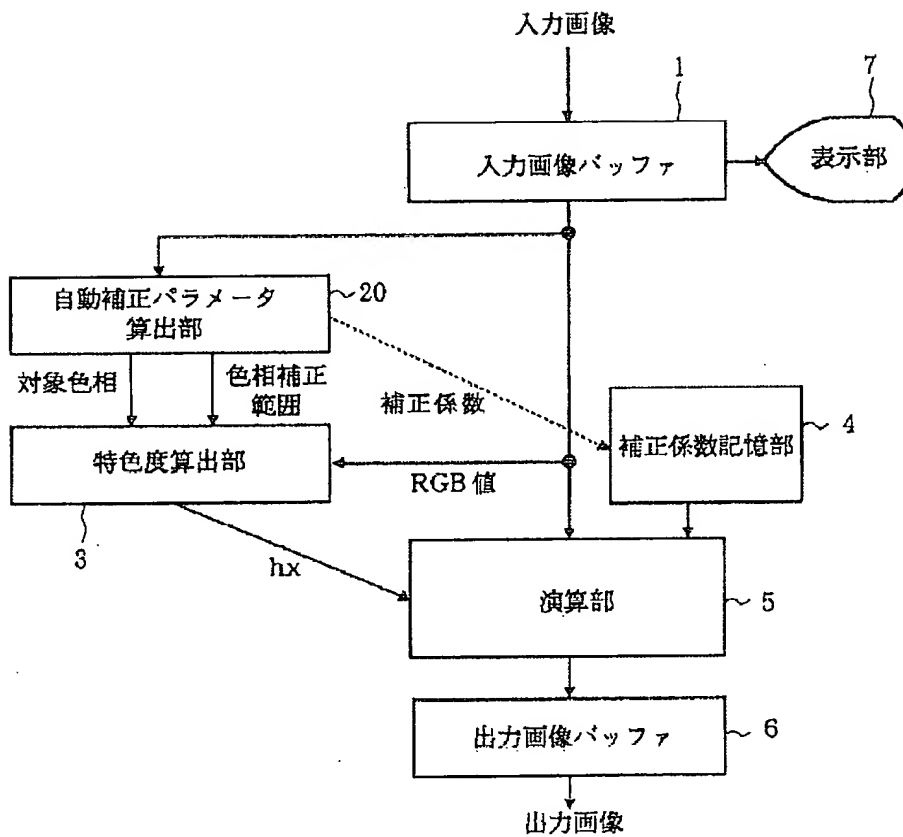 入力画像
1
7
入力画像バッファ
表示部
自動補正パラメータ
算出部
20
対象色相
色相補正
範囲
補正係数
補正係数記憶部
4
特色度算出部
RGB値
3
hx
演算部
5
出力画像バッファ
6
出力画像